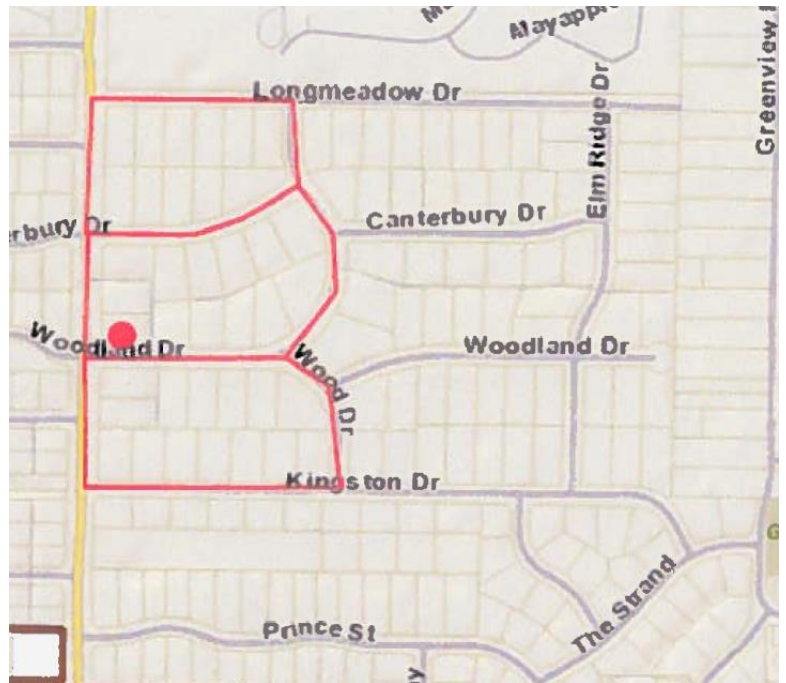 Mayapple
Longmeadow Dr
Elm Ridge Dr
Greenview
rbury Dr
Canterbury Dr
Woodland Dr
Woodland Dr
Wood Dr
Kingston Dr
G
The Strand
Prince St
y